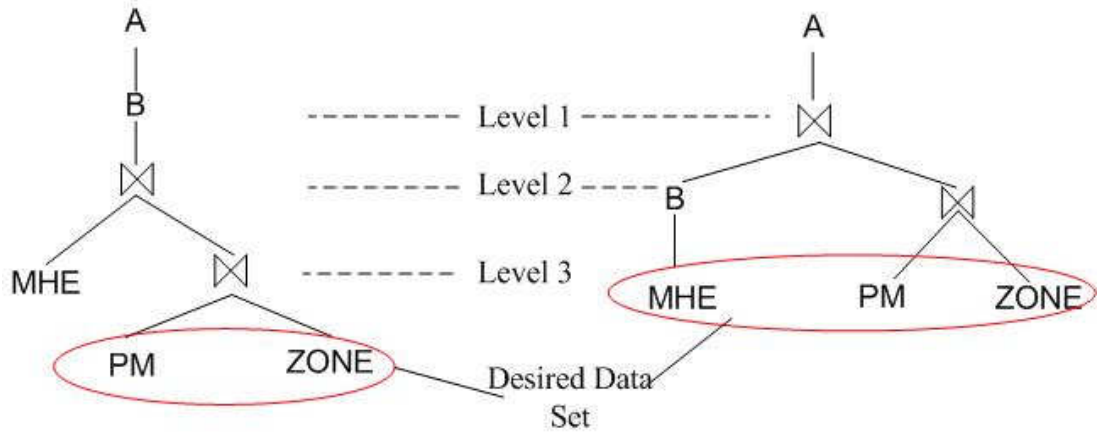 A
A
B
Level 1
Level 2
B
MHE
Level 3
MHE
PM
ZONE
PM
ZONE
Desired Data
Set